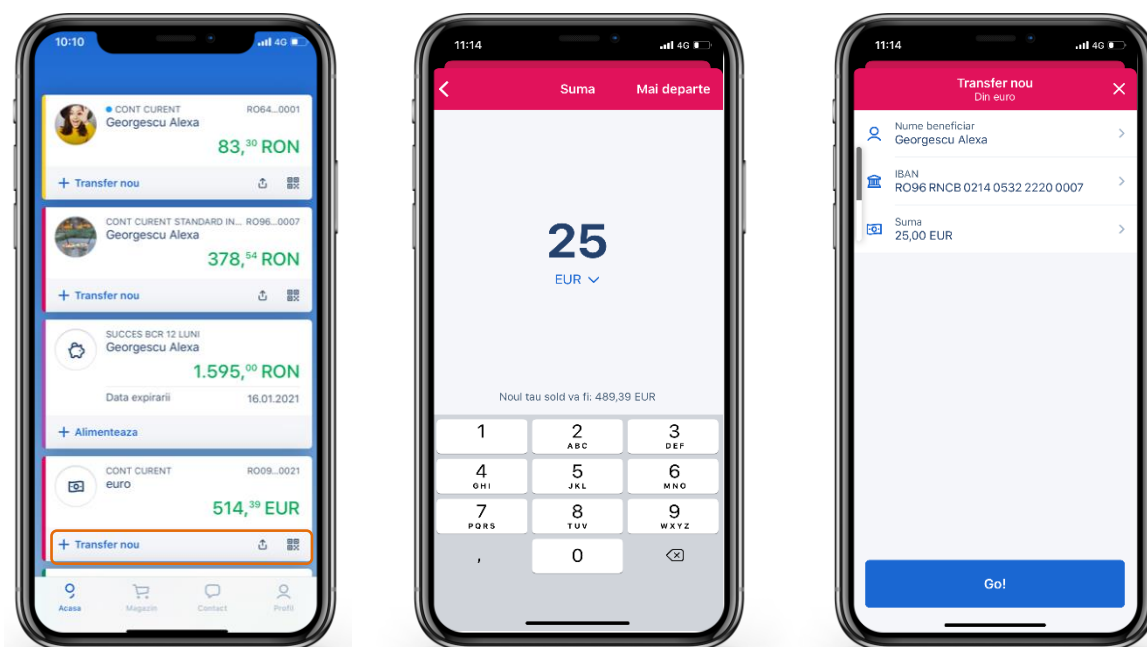 10:10
4G
CONT CURENT RO64...0001
Georgescu Alexa
83,30 RON
+ Transfer nou
CONT CURENT STANDARD IN... RO96...0007
Georgescu Alexa
378,54 RON
+ Transfer nou
SUCCES BCR 12 LUNI
Georgescu Alexa
1.595,00 RON
Data expirarii 16.01.2021
+ Alimenteaza
CONT CURENT RO09...0021
euro
514,39 EUR
+ Transfer nou
Acasa Magazin Contact Profil
11:14 4G
Suma Mai departe
25
EUR
Noul tau sold va fi: 489,39 EUR
1 2 3
ABC DEF
4 5 6
GHI JKL MNO
7 8 9
PQRS TUV WXYZ
, 0
11:14 4G
Transfer nou
Din euro
Nume beneficiar
Georgescu Alexa
IBAN
RO96 RNCB 0214 0532 2220 0007
Suma
25,00 EUR
Go!